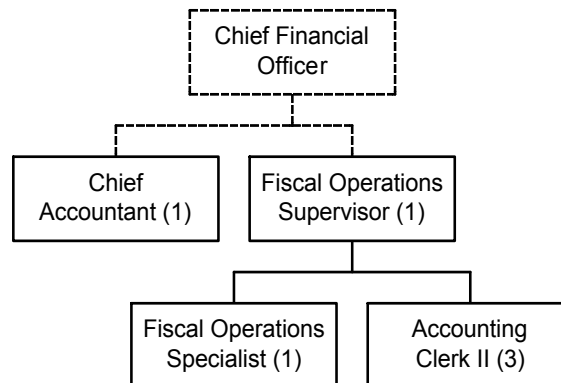 Chief Financial
Officer
Chief
Accountant (1)
Fiscal Operations
Supervisor (1)
Fiscal Operations
Specialist (1)
Accounting
Clerk II (3)